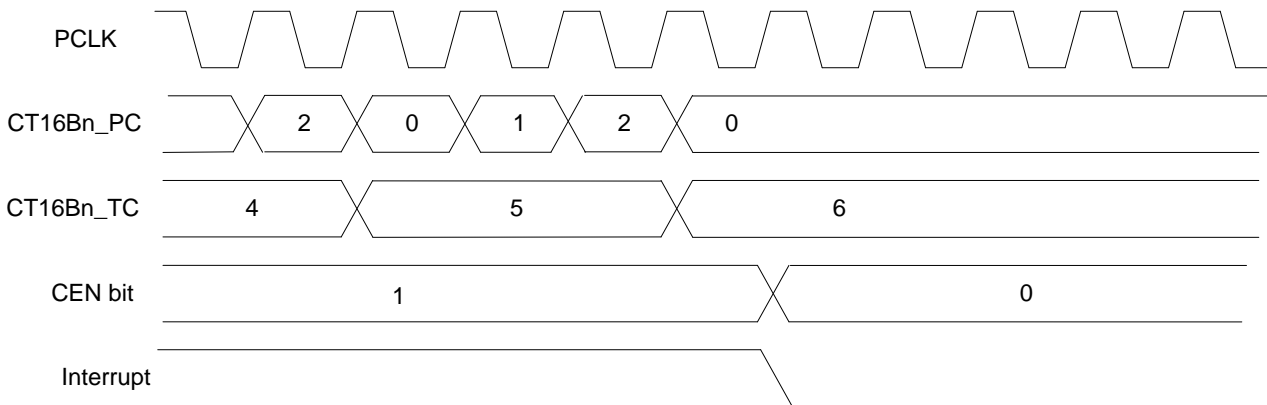 PCLK
CT16Bn_PC 2 0 1 2 0
CT16Bn_TC 4 5 6
CEN bit 1 0
Interrupt